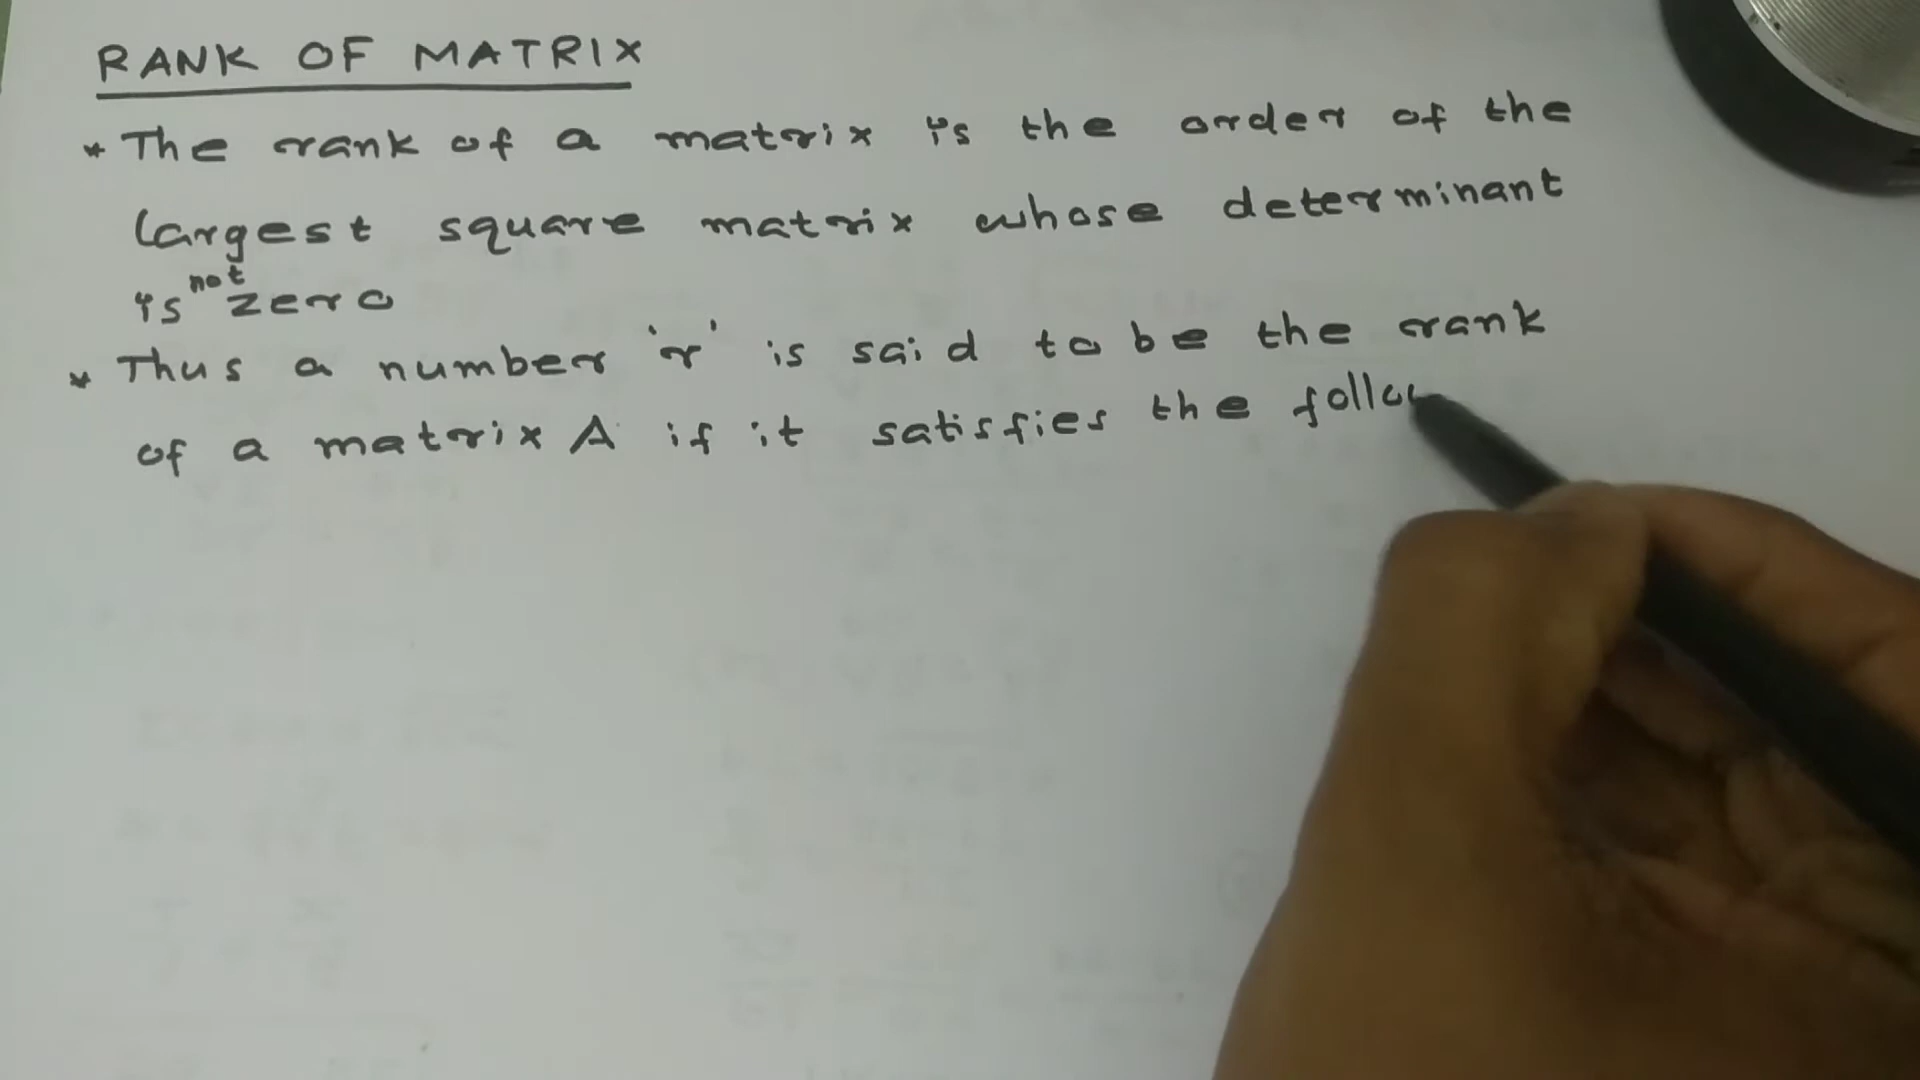 RANK OF MATRIX
* The rank of a matrix is the order of the
largest square matrix whose determinant
is not zero
* Thus a number 'r' is said to be the rank
of a matrix A if it satisfies the follow